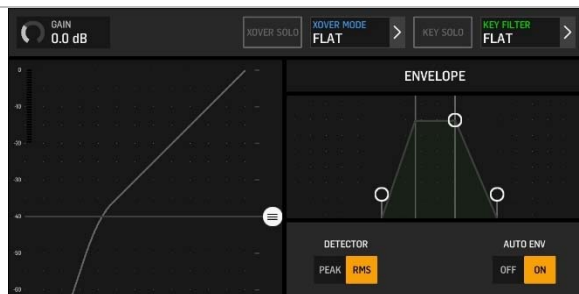 GAIN
0.0 dB
XOVER SOLO
XOVER MODE
FLAT
KEY SOLO
KEY FILTER
FLAT
ENVELOPE
0
-10
-20
-30
-40
-50
-60
DETECTOR
AUTO ENV
PEAK RMS
OFF ON